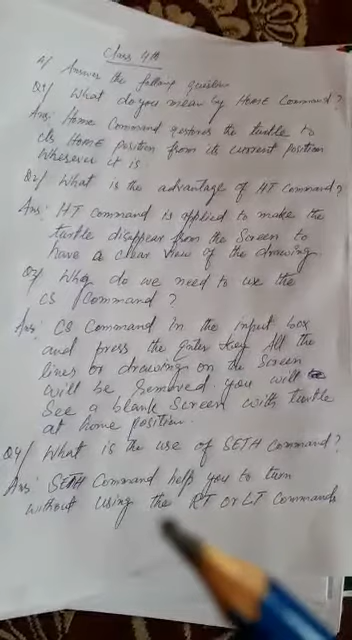 Class 4th
A/ Answer the following question
Q1/ What do you mean by Home Command?
Ans: Home Command restores the turtle to
its Home position from its current position
wherever it is
Q2/ What is the advantage of HT command?
Ans: HT command is applied to make the
turtle disappear from the Screen to
have a clear view of the drawing.
Q3/ Why do we need to use the
CS Command?
Ans: CS Command in the input box
and press the Enter key All the
lines or drawing on the Screen
will be removed. you will
See a blank Screen with turtle
at home position.
Q4/ What is the use of SETH Command?
Ans: SETH Command help you to turn
without using the RT or LT Commands